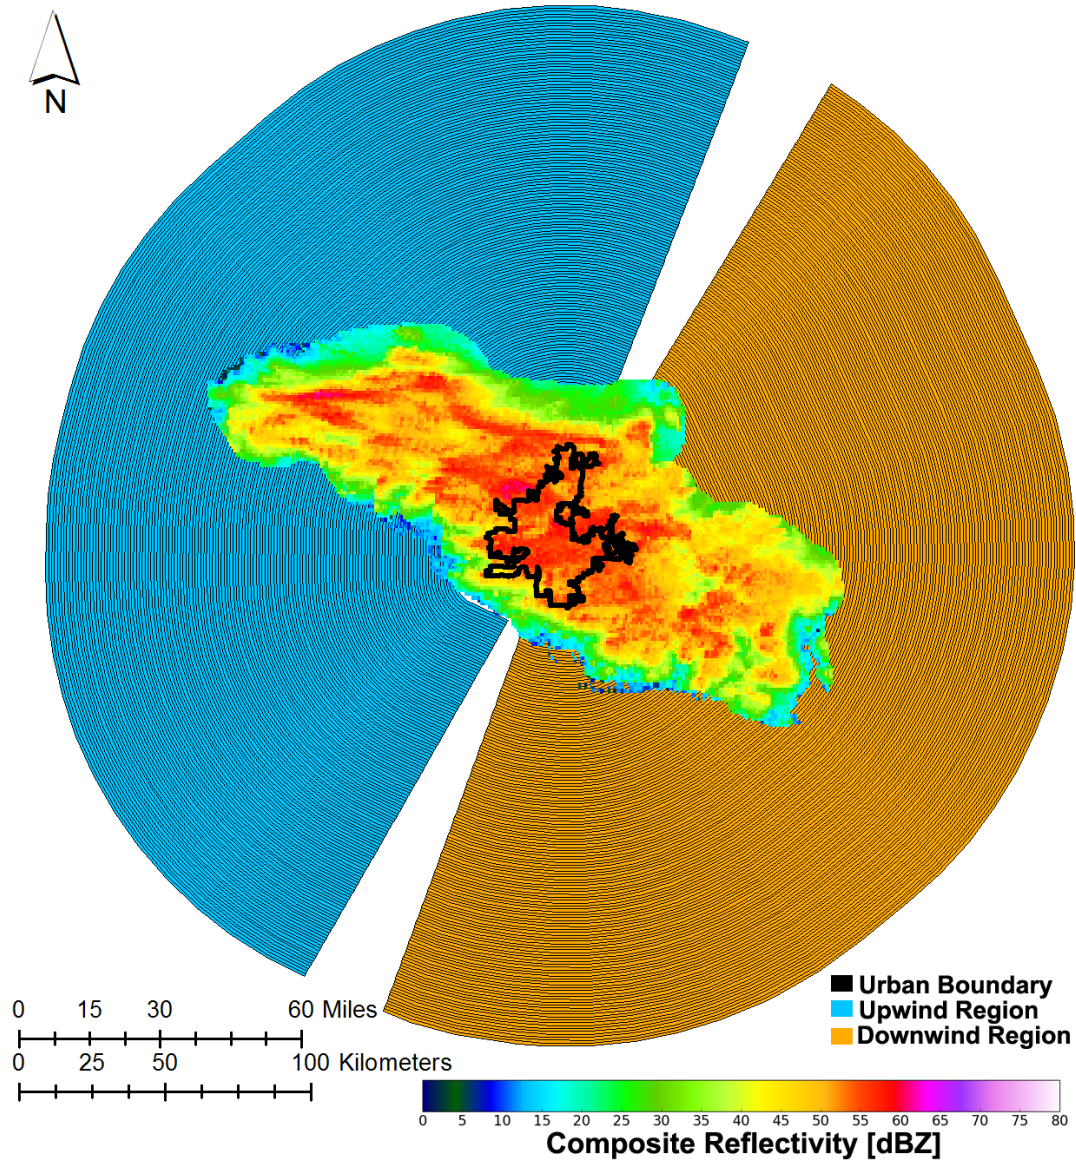 N
Urban Boundary
Upwind Region
Downwind Region
0 15 30 60 Miles
0 25 50 100 Kilometers
0 5 10 15 20 25 30 35 40 45 50 55 60 65 70 75 80
Composite Reflectivity [dBZ]